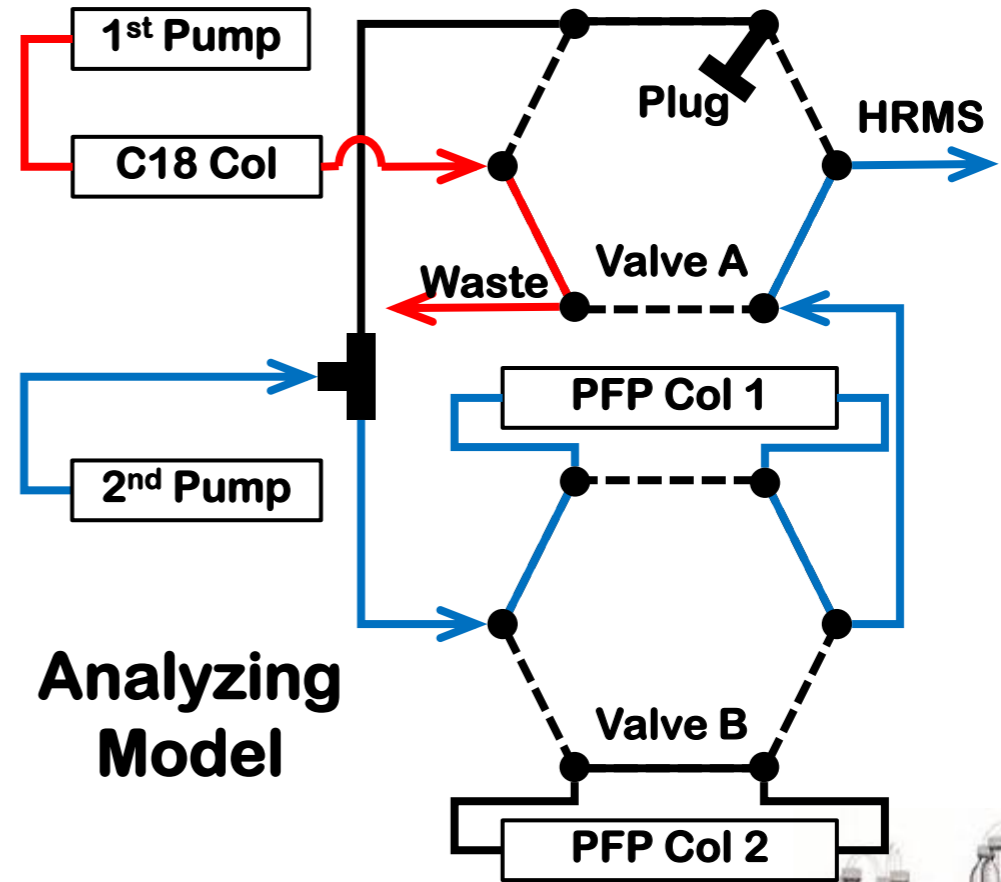 1st Pump
C18 Col
Plug
HRMS
Valve A
Waste
PFP Col 1
2nd Pump
Analyzing
Model
Valve B
PFP Col 2